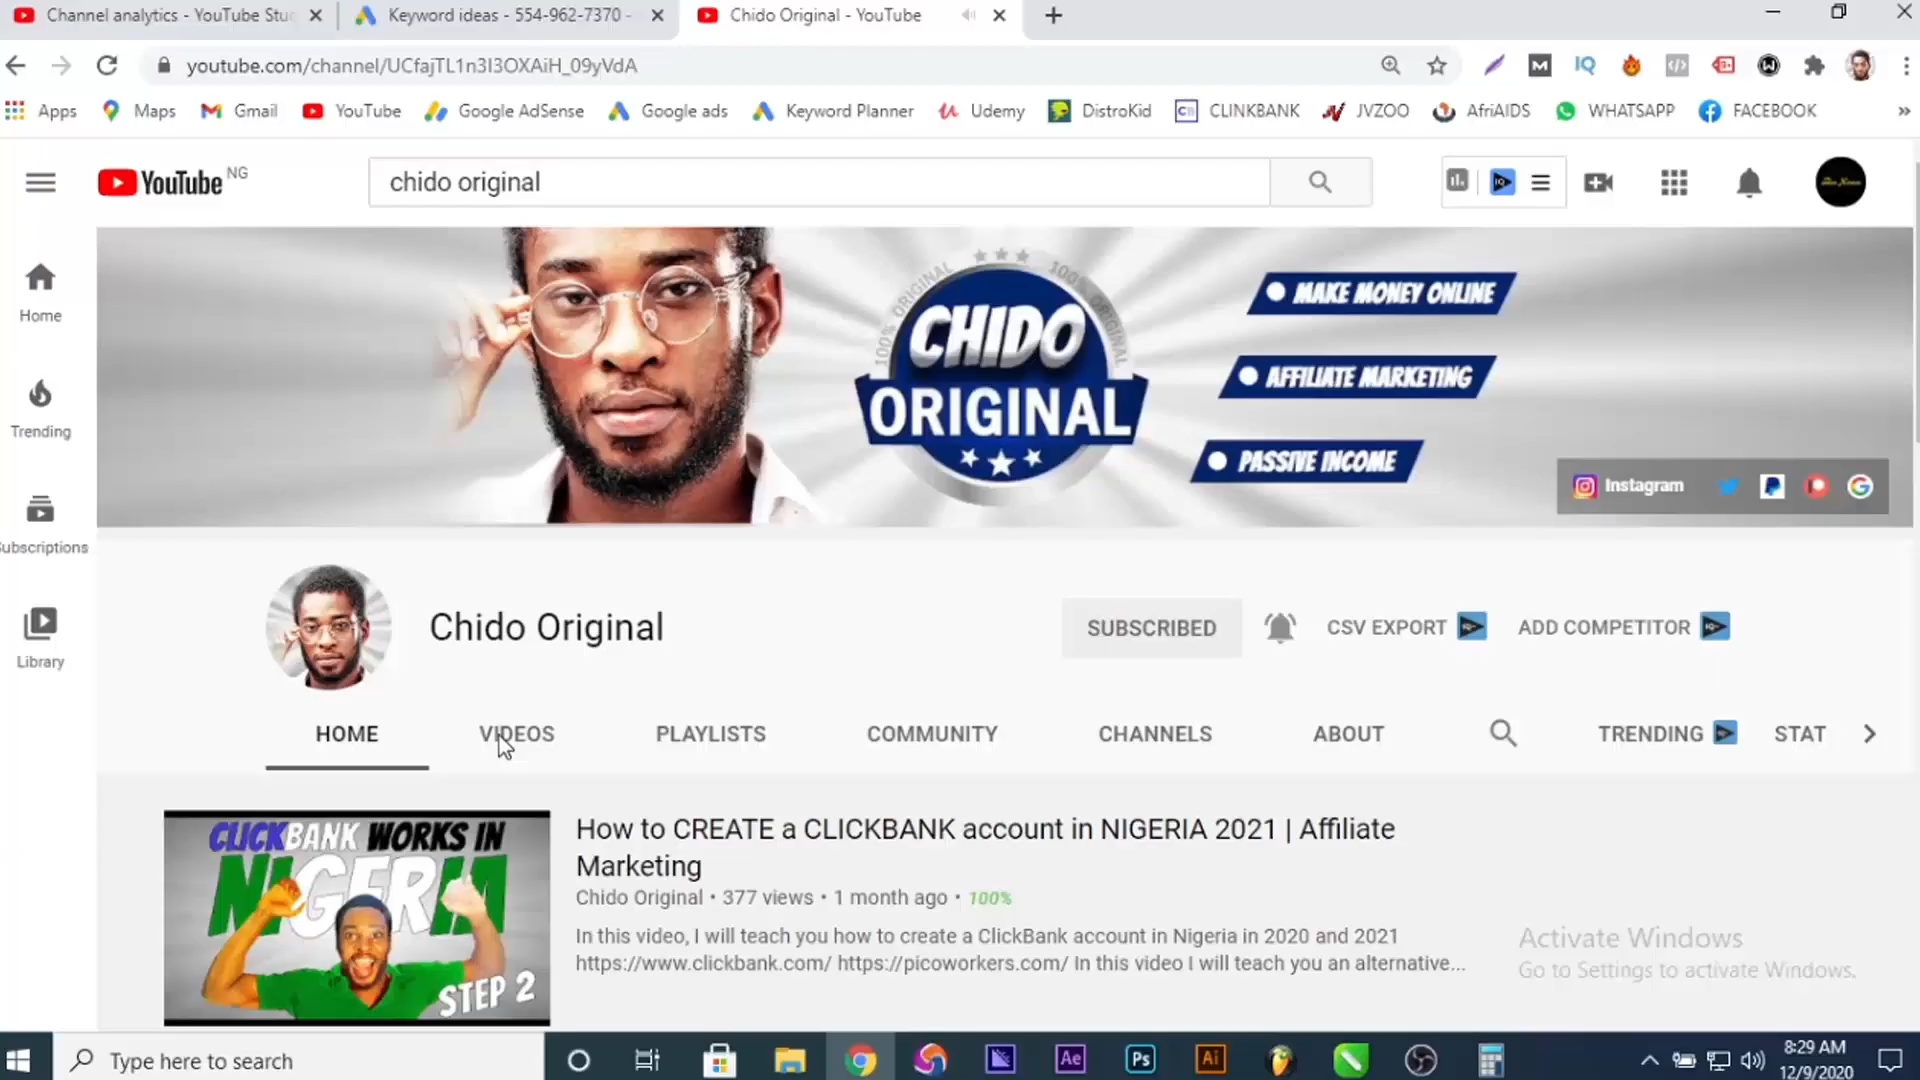 Channel analytics - YouTube Stu
Keyword ideas - 554-962-7370 -
Chido Original - YouTube
youtube.com/channel/UCfajTL1n3I3OXAiH_09yVdA
Apps
Maps
Gmail
YouTube
Google AdSense
Google ads
Keyword Planner
Udemy
DistroKid
CLINKBANK
JVZOO
AfriAIDS
WHATSAPP
FACEBOOK
YouTube NG
chido original
Home
Trending
Subscriptions
Library
100% ORIGINAL
100% ORIGINAL
CHIDO
ORIGINAL
MAKE MONEY ONLINE
AFFILIATE MARKETING
PASSIVE INCOME
Instagram
Chido Original
SUBSCRIBED
CSV EXPORT
ADD COMPETITOR
HOME
VIDEOS
PLAYLISTS
COMMUNITY
CHANNELS
ABOUT
TRENDING
STAT
CLICKBANK WORKS IN
NIGERIA
STEP 2
How to CREATE a CLICKBANK account in NIGERIA 2021 | Affiliate
Marketing
Chido Original • 377 views • 1 month ago • 100%
In this video, I will teach you how to create a ClickBank account in Nigeria in 2020 and 2021
https://www.clickbank.com/ https://picoworkers.com/ In this video I will teach you an alternative...
Activate Windows
Go to Settings to activate Windows.
Type here to search
Ae
Ps
Ai
8:29 AM
12/9/2020